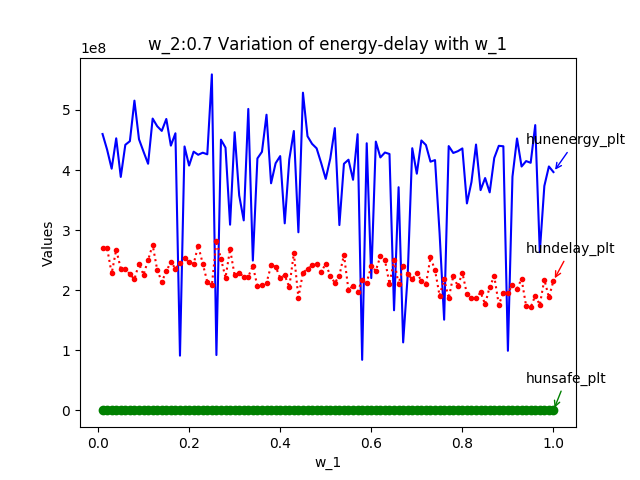 w_2:0.7 Variation of energy-delay with w_1
1e8
5
4
3
2
1
0
Values
hunenergy_plt
hundelay_plt
hunsafe_plt
0.0 0.2 0.4 0.6 0.8 1.0
w_1